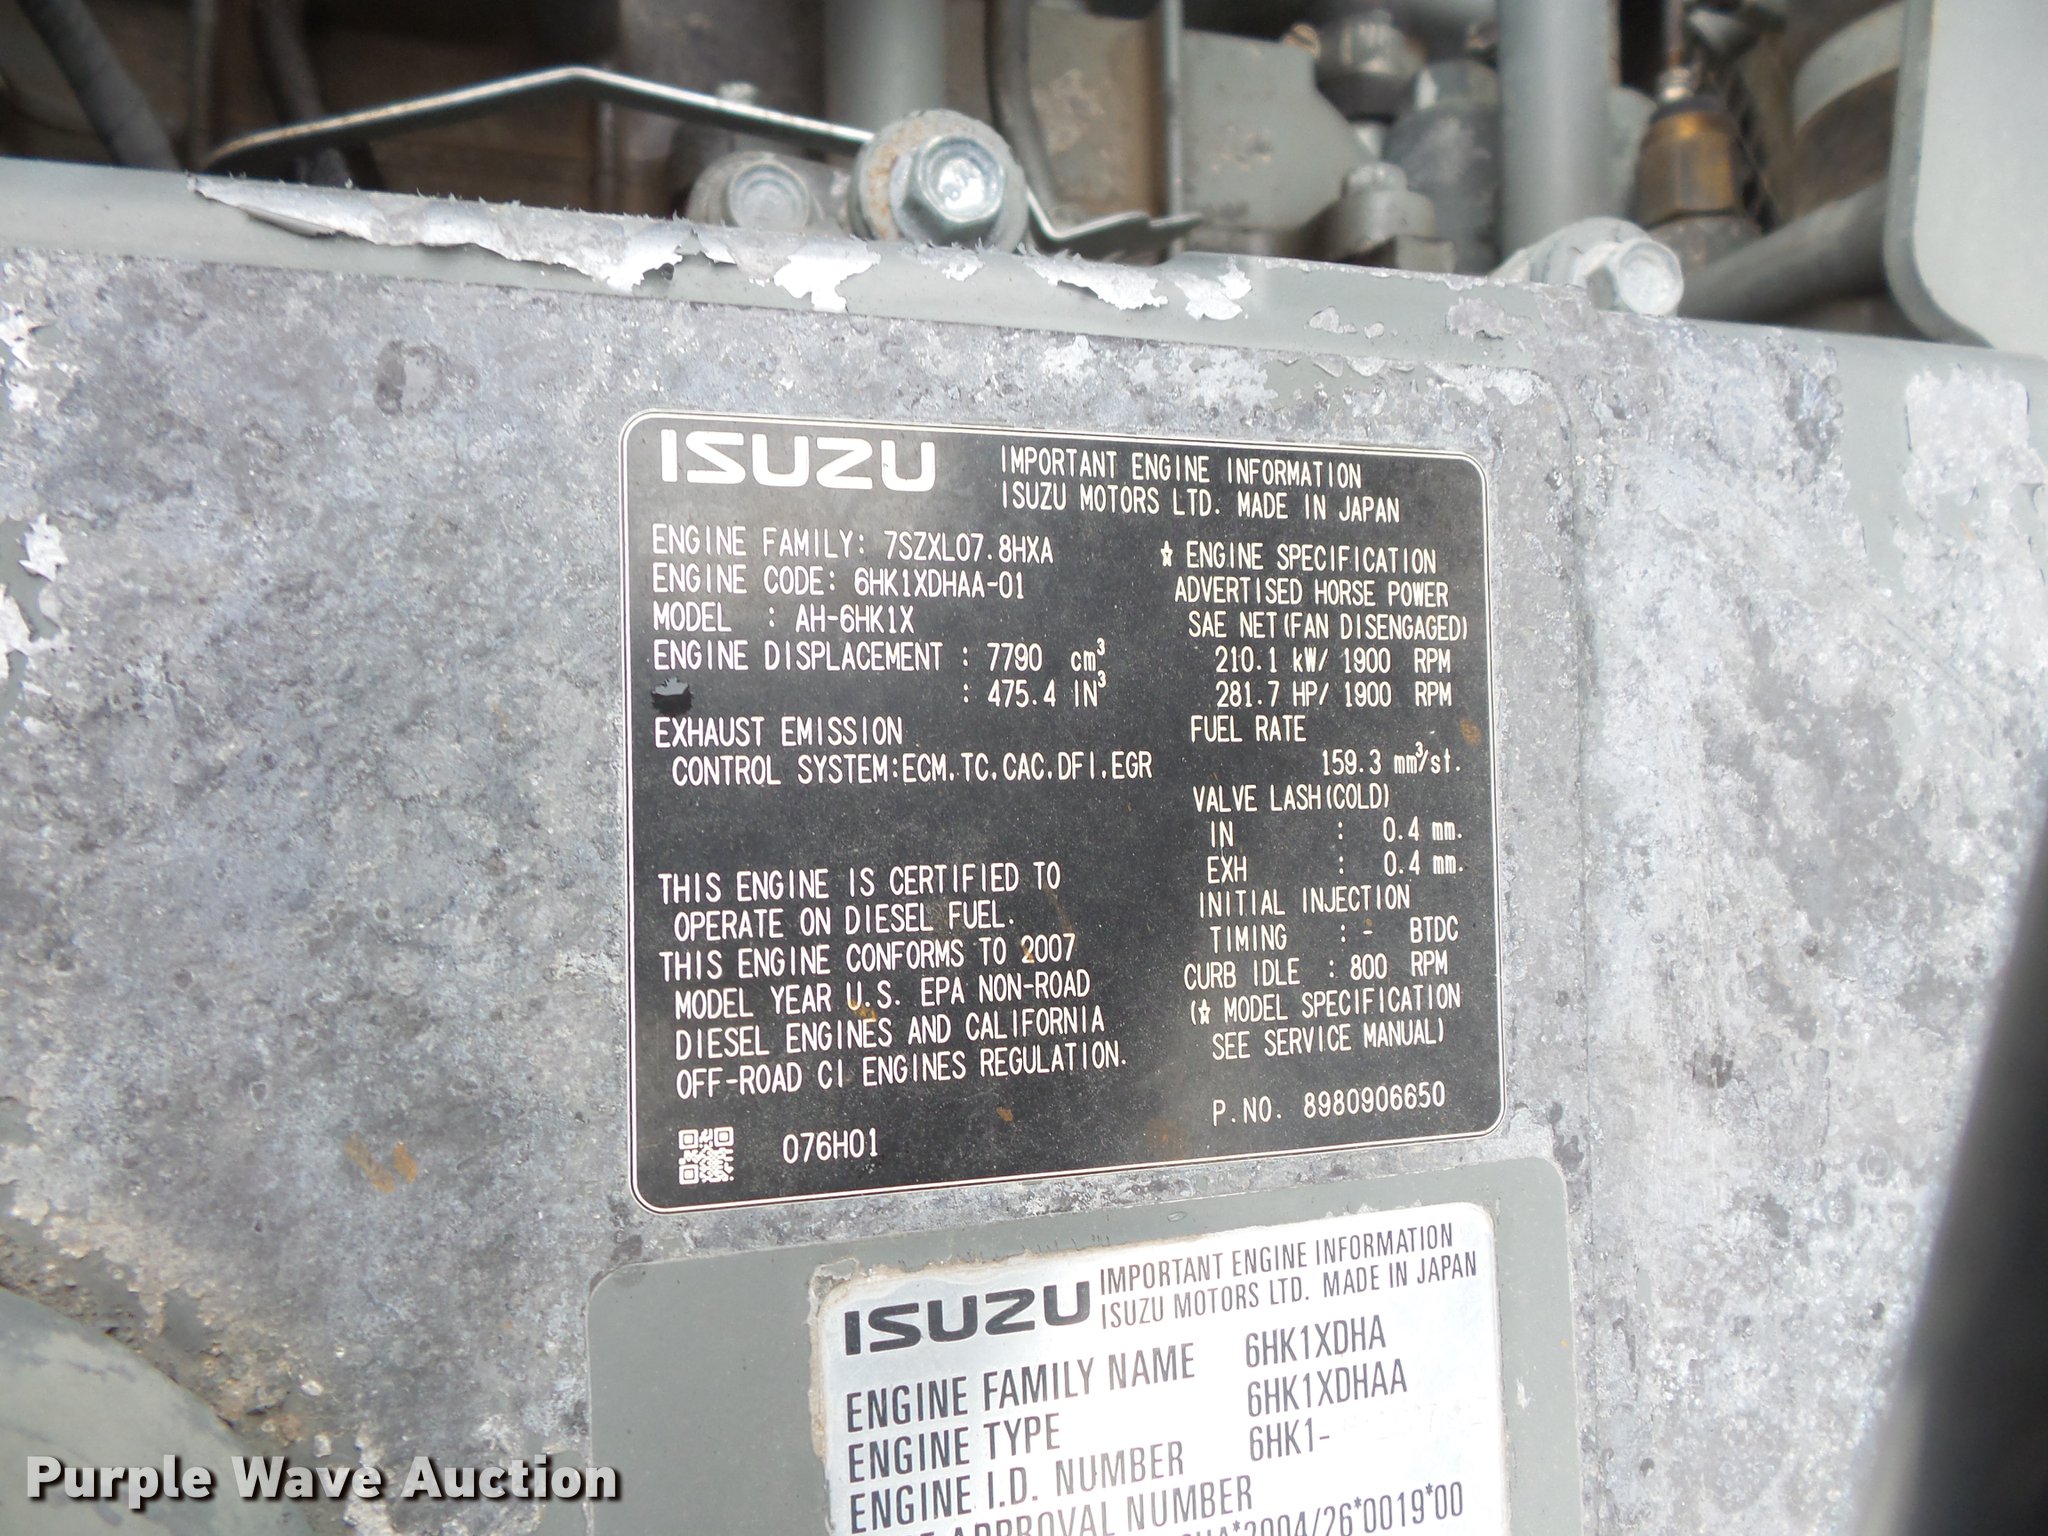 ISUZU
IMPORTANT ENGINE INFORMATION
ISUZU MOTORS LTD. MADE IN JAPAN
ENGINE FAMILY: 7SZXL07.8HXA
ENGINE CODE: 6HK1XDHAA-01
MODEL : AH-6HK1X
ENGINE DISPLACEMENT : 7790 cm³
: 475.4 IN³
EXHAUST EMISSION
CONTROL SYSTEM:ECM.TC.CAC.DFI.EGR
THIS ENGINE IS CERTIFIED TO
OPERATE ON DIESEL FUEL.
THIS ENGINE CONFORMS TO 2007
MODEL YEAR U.S. EPA NON-ROAD
DIESEL ENGINES AND CALIFORNIA
OFF-ROAD CI ENGINES REGULATION.
076H01
☆ ENGINE SPECIFICATION
ADVERTISED HORSE POWER
SAE NET(FAN DISENGAGED)
210.1 kW/ 1900 RPM
281.7 HP/ 1900 RPM
FUEL RATE
159.3 mm³/st.
VALVE LASH(COLD)
IN : 0.4 mm.
EXH : 0.4 mm.
INITIAL INJECTION
TIMING : - BTDC
CURB IDLE : 800 RPM
(☆ MODEL SPECIFICATION
SEE SERVICE MANUAL)
P.NO. 8980906650
ISUZU
IMPORTANT ENGINE INFORMATION
ISUZU MOTORS LTD. MADE IN JAPAN
ENGINE FAMILY NAME 6HK1XDHA
ENGINE TYPE 6HK1XDHAA
ENGINE I.D. NUMBER 6HK1-
APPROVAL NUMBER
*2004/26*0019*00
Purple Wave Auction